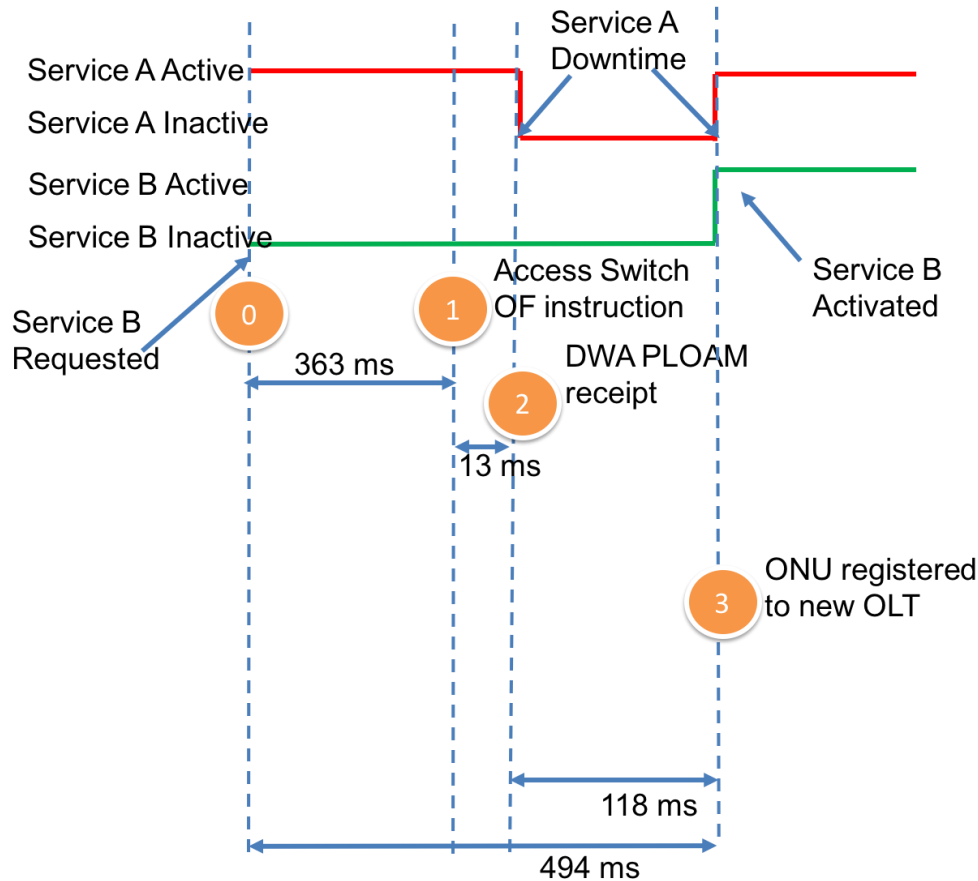 Service A
Downtime
Service A Active
Service A Inactive
Service B Active
Service B Inactive
Service B
Requested
0
1
Access Switch
OF instruction
Service B
Activated
363 ms
2
DWA PLOAM
receipt
13 ms
3
ONU registered
to new OLT
118 ms
494 ms